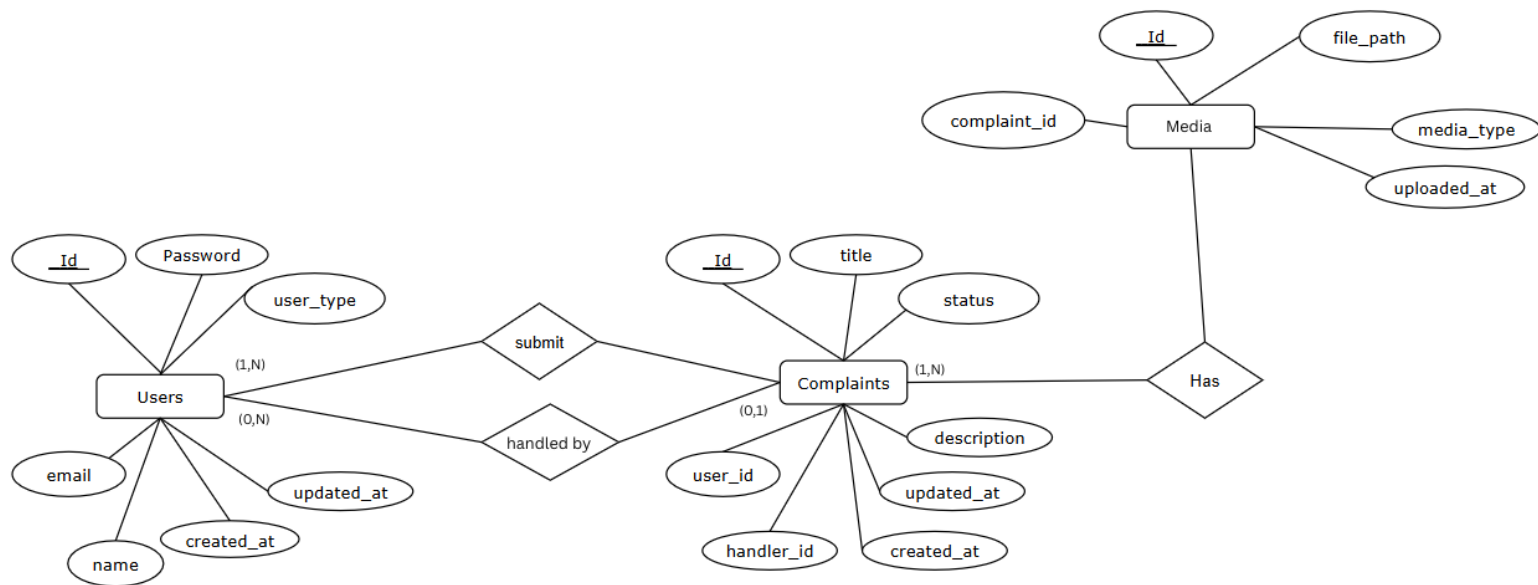 Id
file_path
complaint_id
Media
media_type
uploaded_at
Id
Password
user_type
Id
title
status
submit
(1,N)
Users
(0,N)
Complaints
(1,N)
Has
(0,1)
handled by
description
email
user_id
updated_at
updated_at
name
created_at
handler_id
created_at